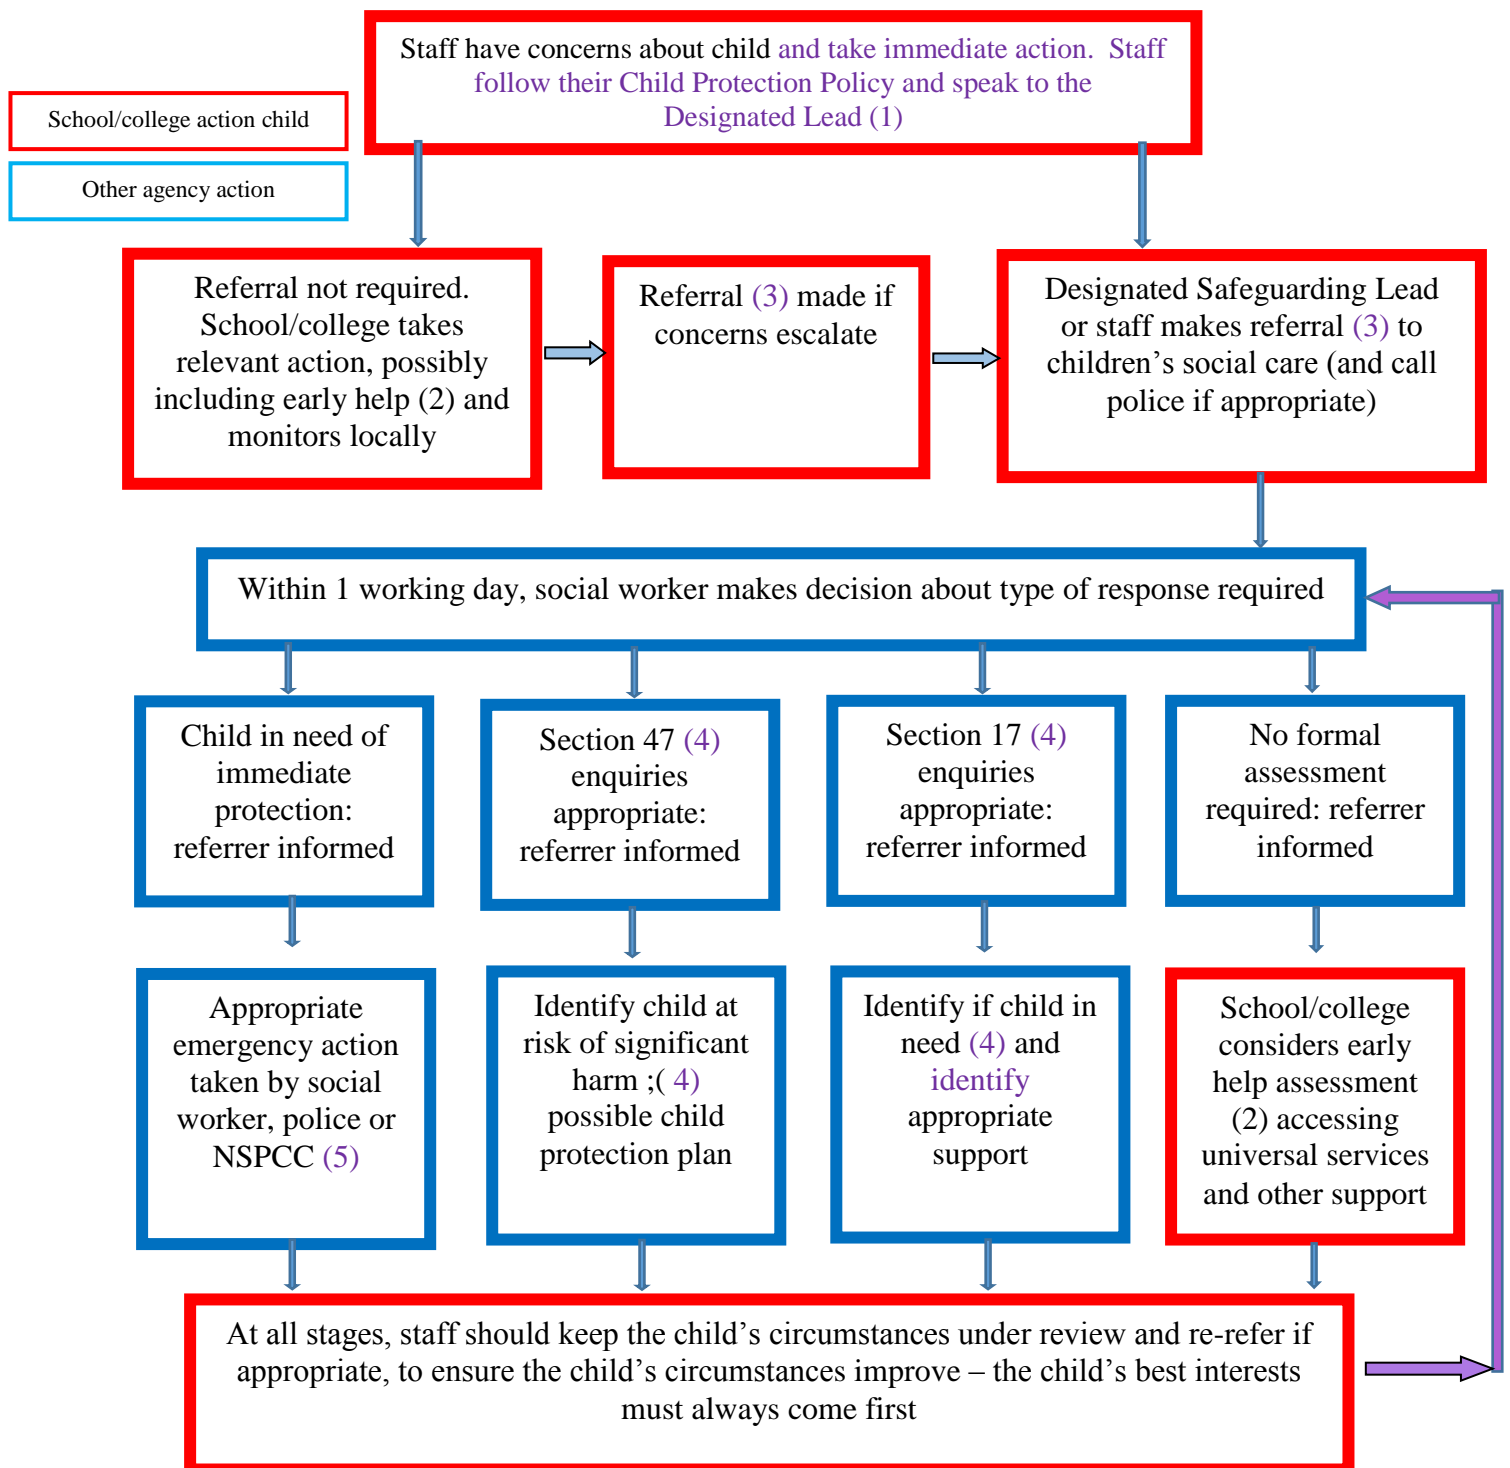 Staff have concerns about child and take immediate action.  Staff
follow their Child Protection Policy and speak to the
Designated Lead (1)
School/college action child
Other agency action
Referral not required.
School/college takes
relevant action, possibly
including early help (2) and
monitors locally
Referral (3) made if
concerns escalate
Designated Safeguarding Lead
or staff makes referral (3) to
children’s social care (and call
police if appropriate)
Within 1 working day, social worker makes decision about type of response required
Child in need of
immediate
protection:
referrer informed
Section 47 (4)
enquiries
appropriate:
referrer informed
Section 17 (4)
enquiries
appropriate:
referrer informed
No formal
assessment
required: referrer
informed
Appropriate
emergency action
taken by social
worker, police or
NSPCC (5)
Identify child at
risk of significant
harm ;( 4)
possible child
protection plan
Identify if child in
need (4) and
identify
appropriate
support
School/college
considers early
help assessment
(2) accessing
universal services
and other support
At all stages, staff should keep the child’s circumstances under review and re-refer if
appropriate, to ensure the child’s circumstances improve – the child’s best interests
must always come first